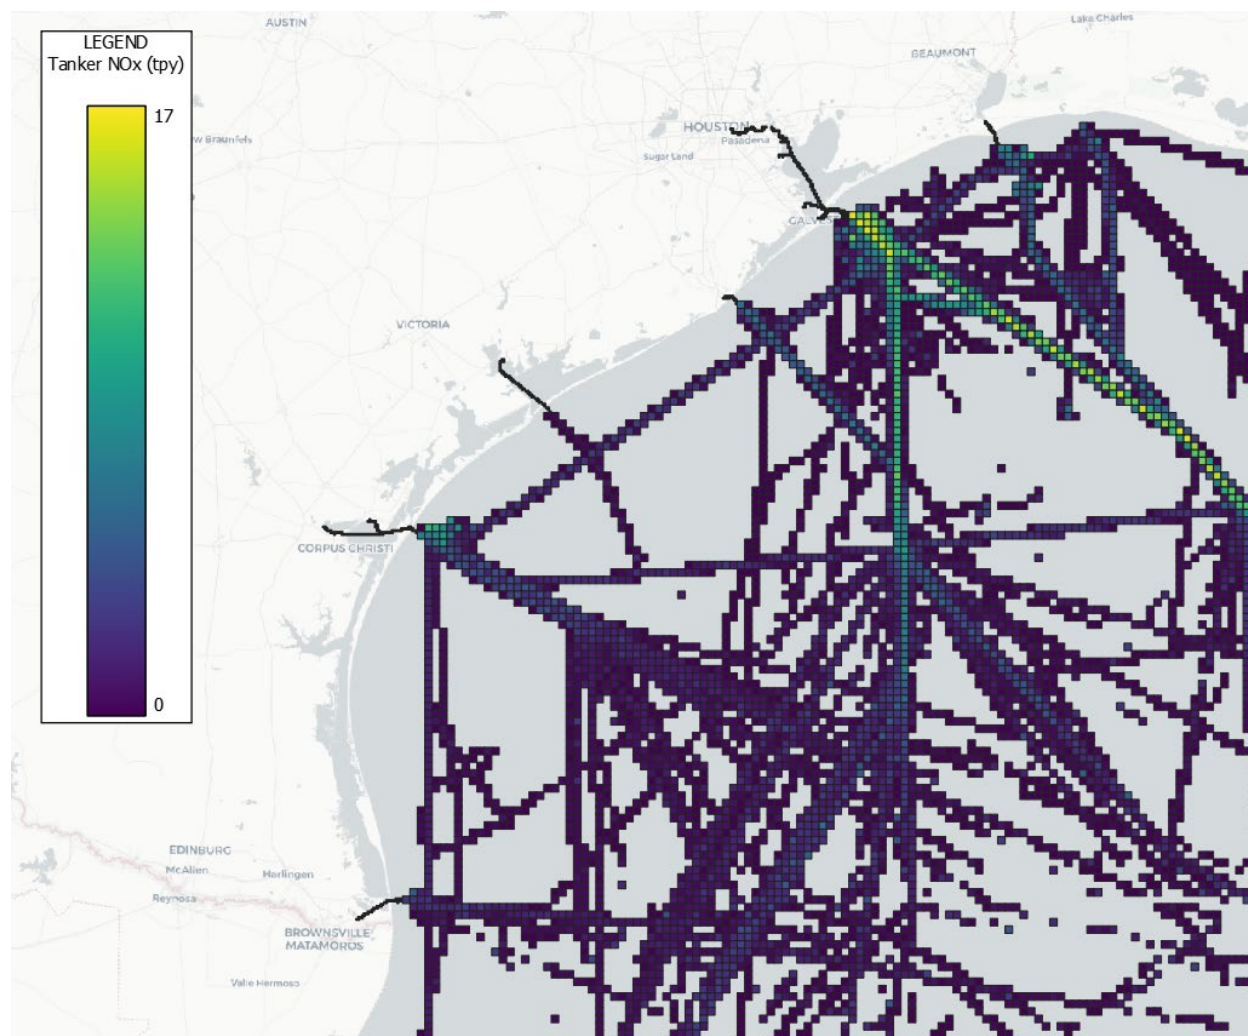 AUSTIN
Lake Charles
LEGEND
Tanker NOx (tpy)
BEAUMONT
17
HOUSTON
w Braunfels
Pasadena
Sugar Land
GALVES
VICTORIA
CORPUS CHRISTI
0
EDINBURG
McAllen
Harlingen
Reynosa
BROWNSVILLE
MATAMOROS
Valle Hermoso